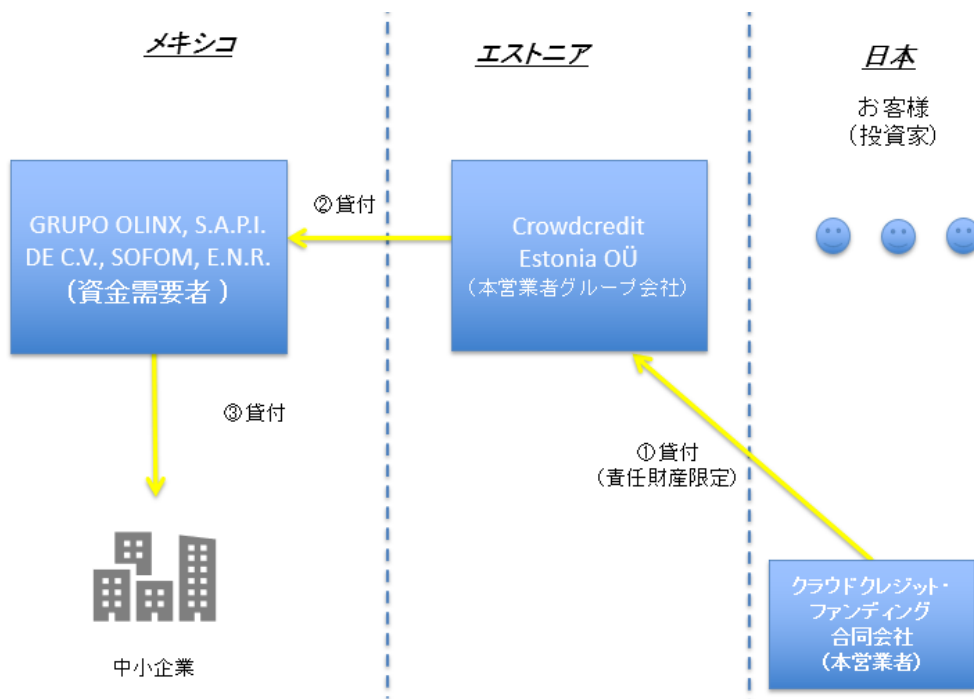 メキシコ
エストニア
日本
お客様
（投資家）
GRUPO OLINX, S.A.P.I.
DE C.V., SOFOM, E.N.R.
（資金需要者 ）
②貸付
Crowdcredit
Estonia OÜ
（本営業者グループ会社）
③貸付
①貸付
（責任財産限定）
中小企業
クラウドクレジット・
ファンディング
合同会社
（本営業者）